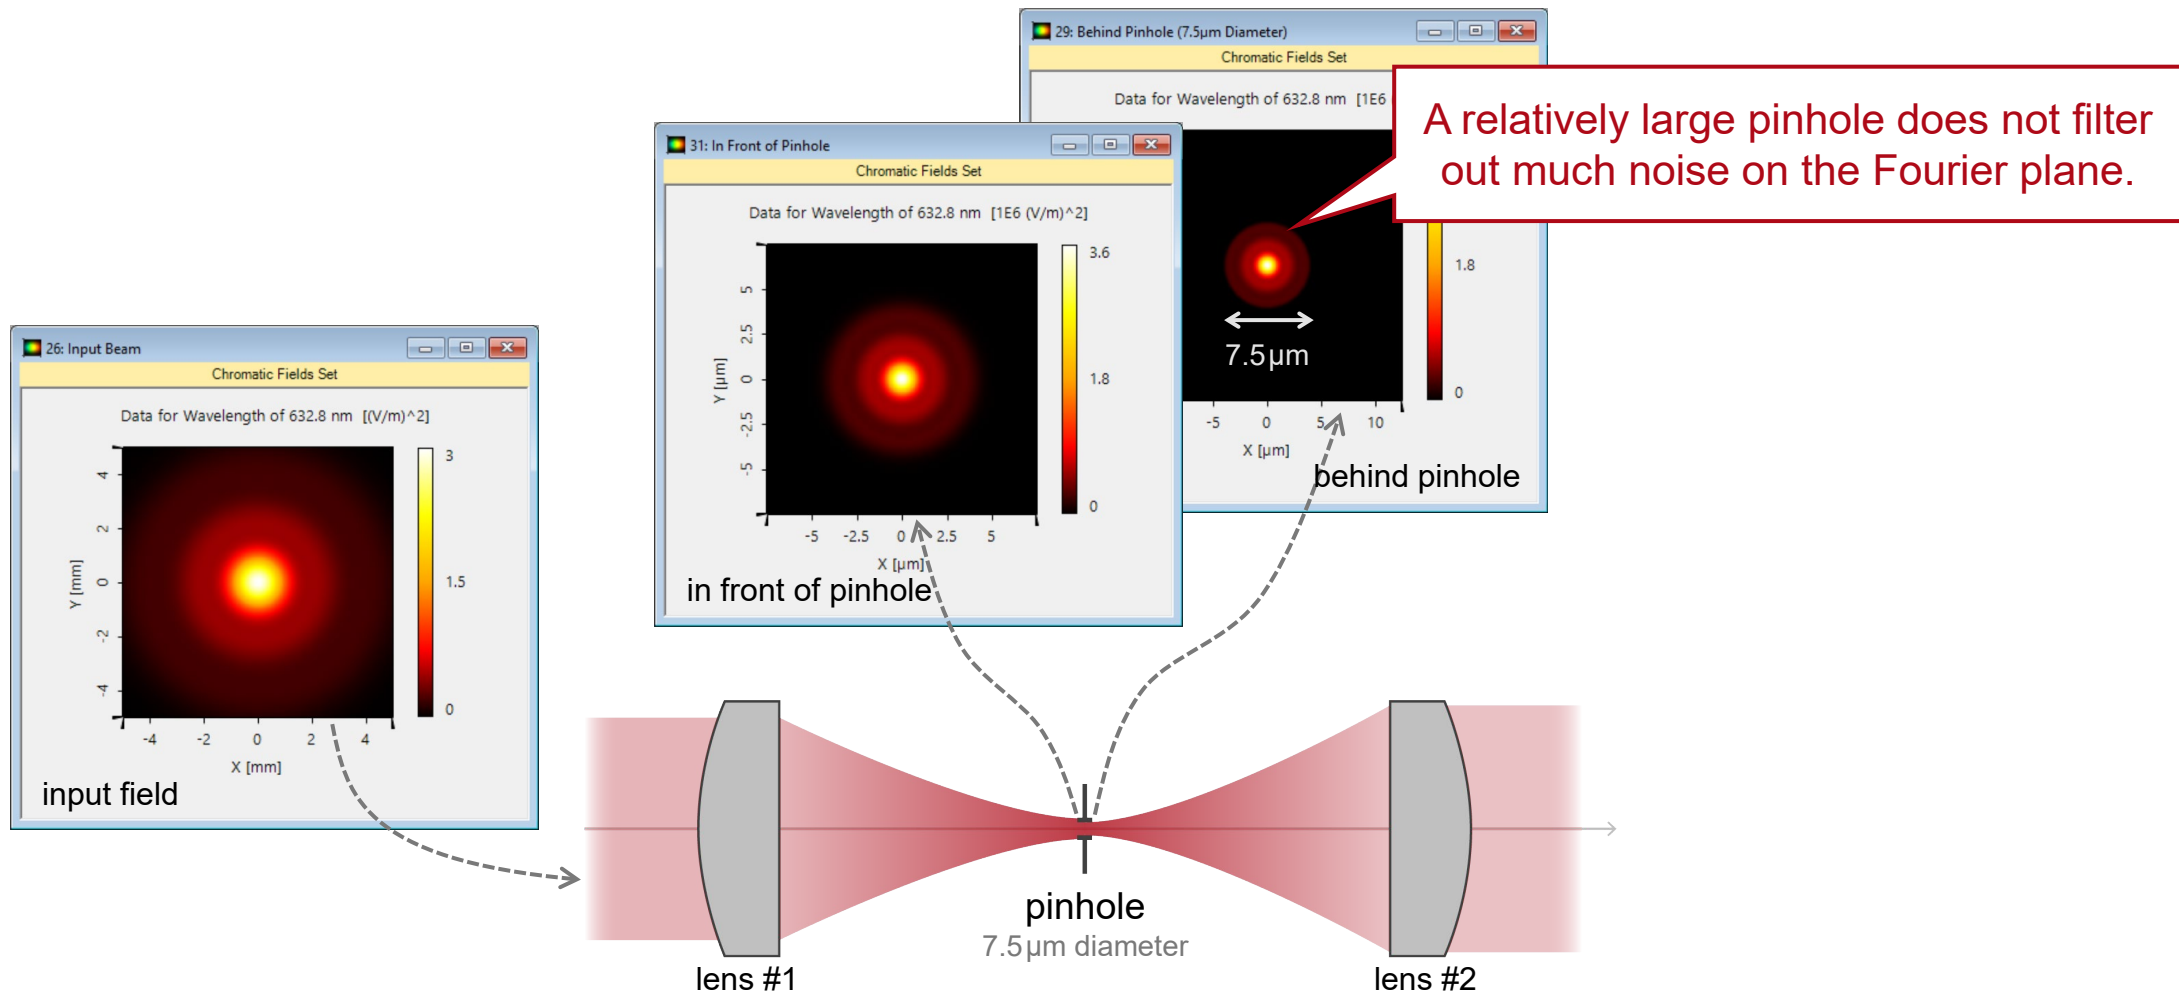 29: Behind Pinhole (7.5µm Diameter)
Chromatic Fields Set
Data for Wavelength of 632.8 nm [1E6
A relatively large pinhole does not filter
out much noise on the Fourier plane.
1.8
0
7.5µm
-5 0 5 10
X [µm]
behind pinhole
31: In Front of Pinhole
Chromatic Fields Set
Data for Wavelength of 632.8 nm [1E6 (V/m)^2]
3.6
1.8
0
Y [µm]
5
2.5
0
-2.5
-5
-5 -2.5 0 2.5 5
X [µm]
in front of pinhole
26: Input Beam
Chromatic Fields Set
Data for Wavelength of 632.8 nm [(V/m)^2]
3
1.5
0
Y [mm]
4
2
0
-2
-4
-4 -2 0 2 4
X [mm]
input field
pinhole
7.5µm diameter
lens #1
lens #2